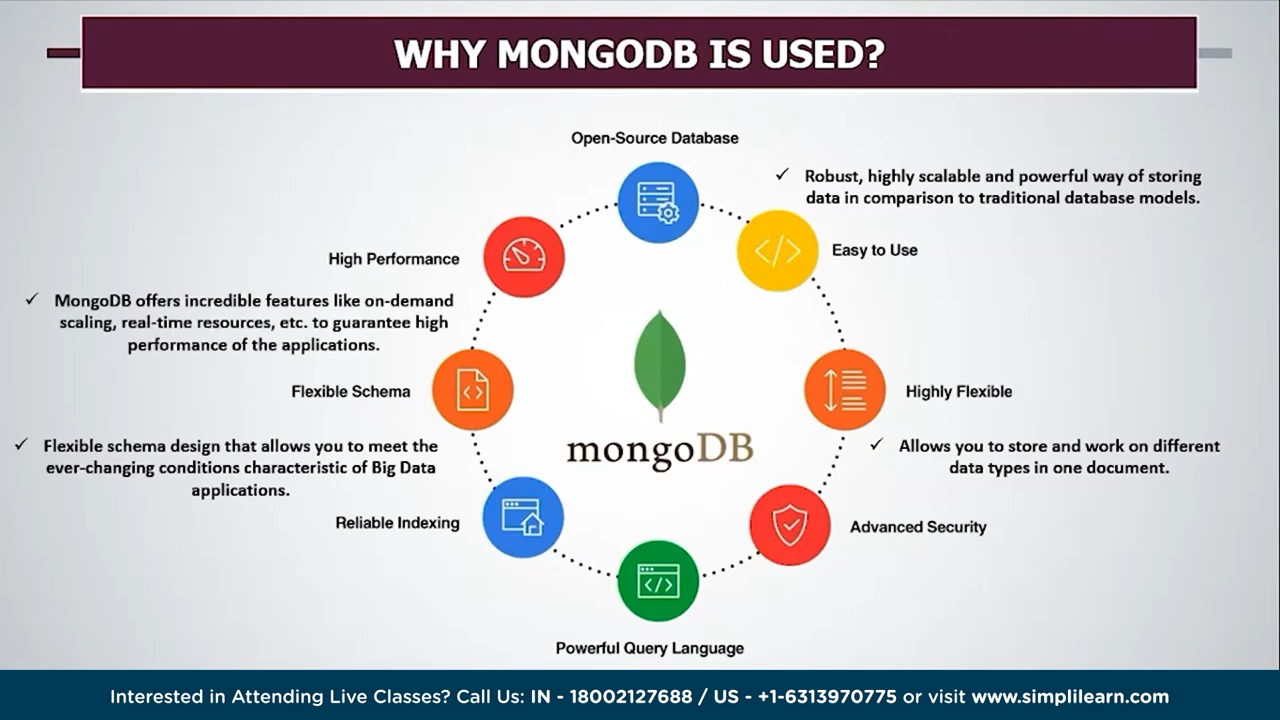 WHY MONGODB IS USED?
Open-Source Database
✓ Robust, highly scalable and powerful way of storing
data in comparison to traditional database models.
Easy to Use
High Performance
✓ MongoDB offers incredible features like on-demand
scaling, real-time resources, etc. to guarantee high
performance of the applications.
Flexible Schema
mongoDB
Highly Flexible
✓ Flexible schema design that allows you to meet the
ever-changing conditions characteristic of Big Data
applications.
✓ Allows you to store and work on different
data types in one document.
Reliable Indexing
Advanced Security
Powerful Query Language
Interested in Attending Live Classes? Call Us: IN - 18002127688 / US - +1-6313970775 or visit www.simplilearn.com